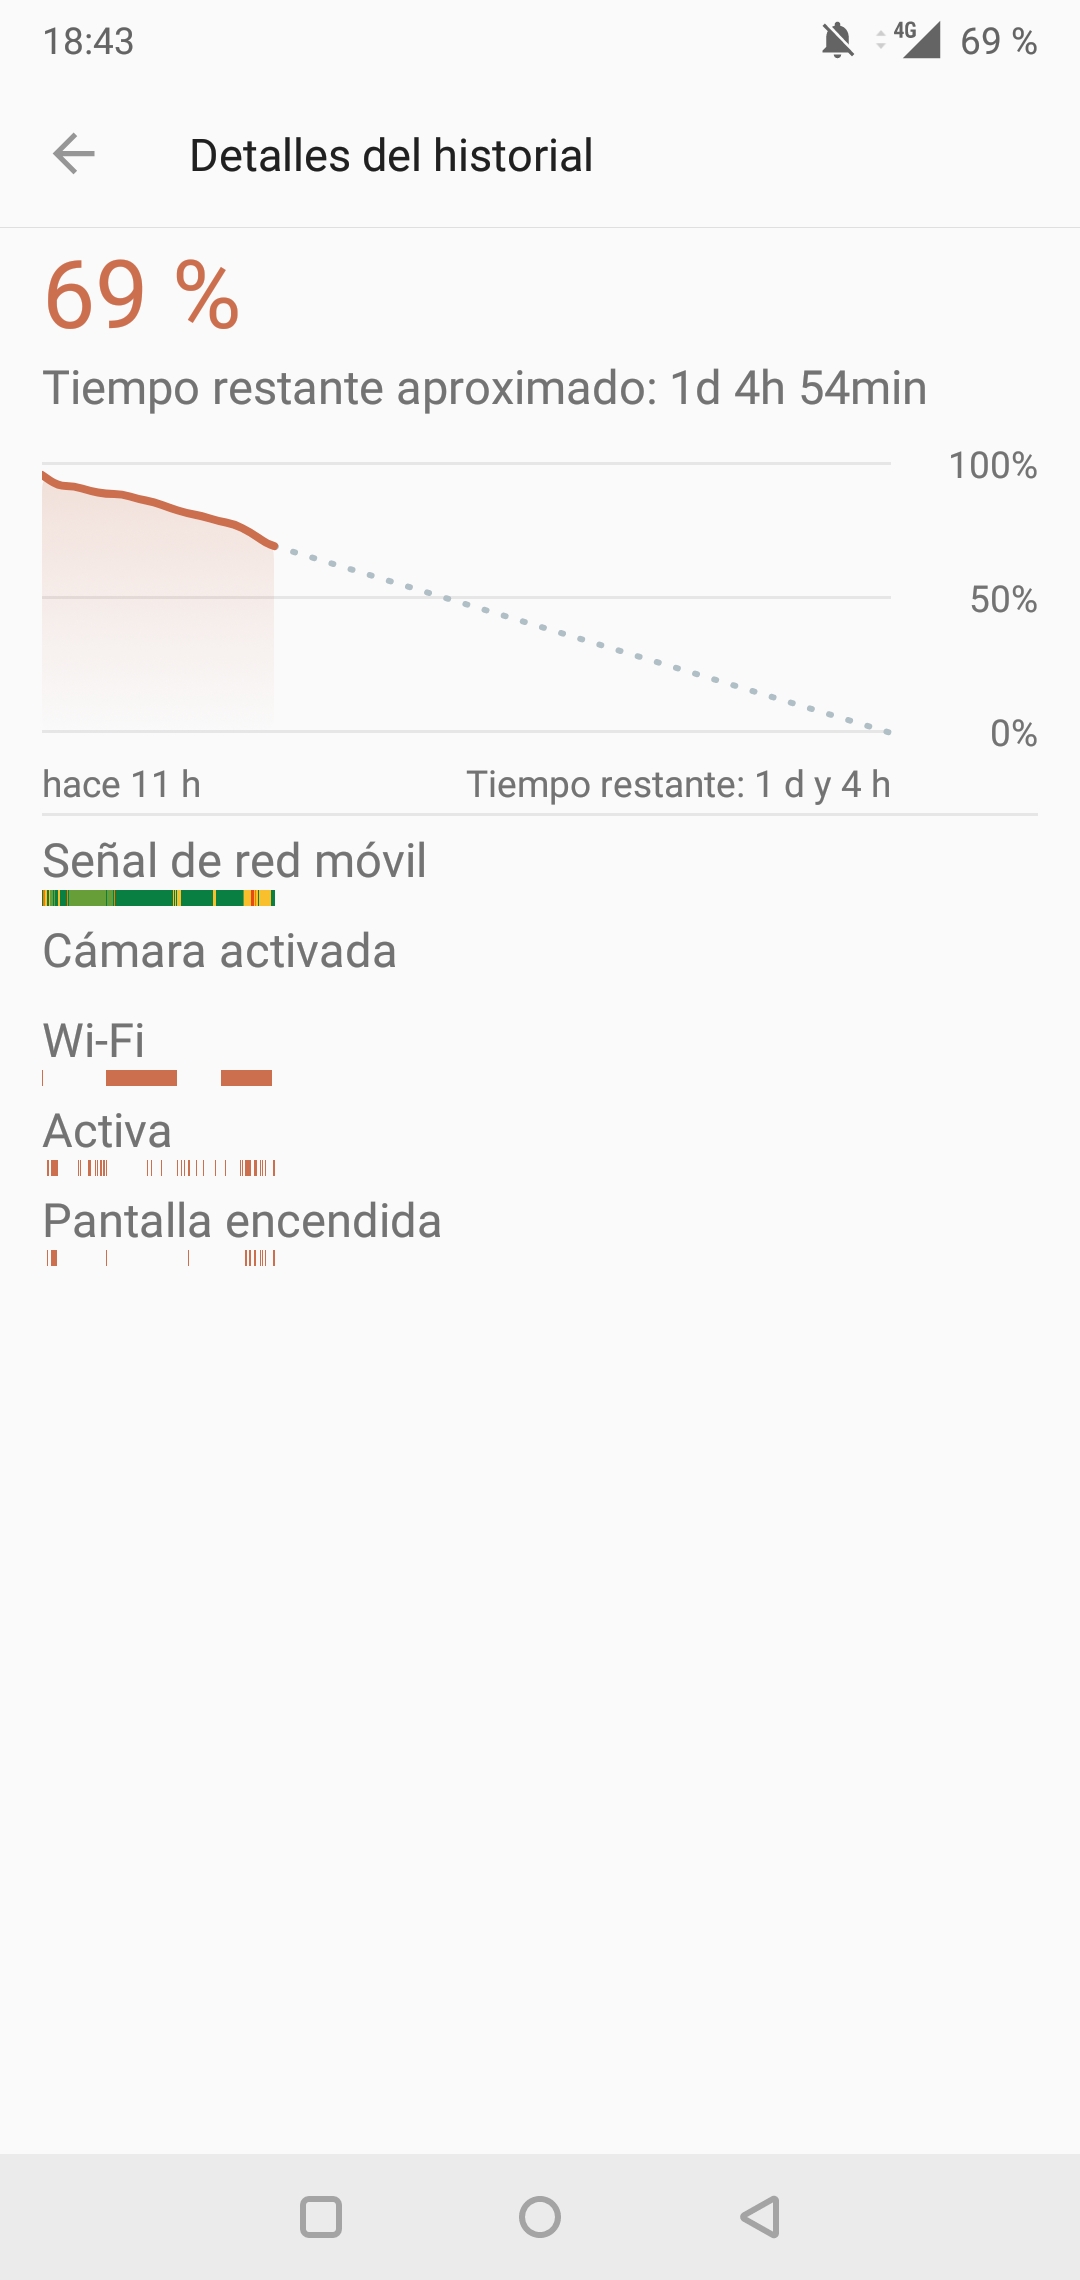 18:43
4G 69 %
Detalles del historial
69 %
Tiempo restante aproximado: 1d 4h 54min
100%
50%
0%
hace 11 h
Tiempo restante: 1 d y 4 h
Señal de red móvil
Cámara activada
Wi-Fi
Activa
Pantalla encendida